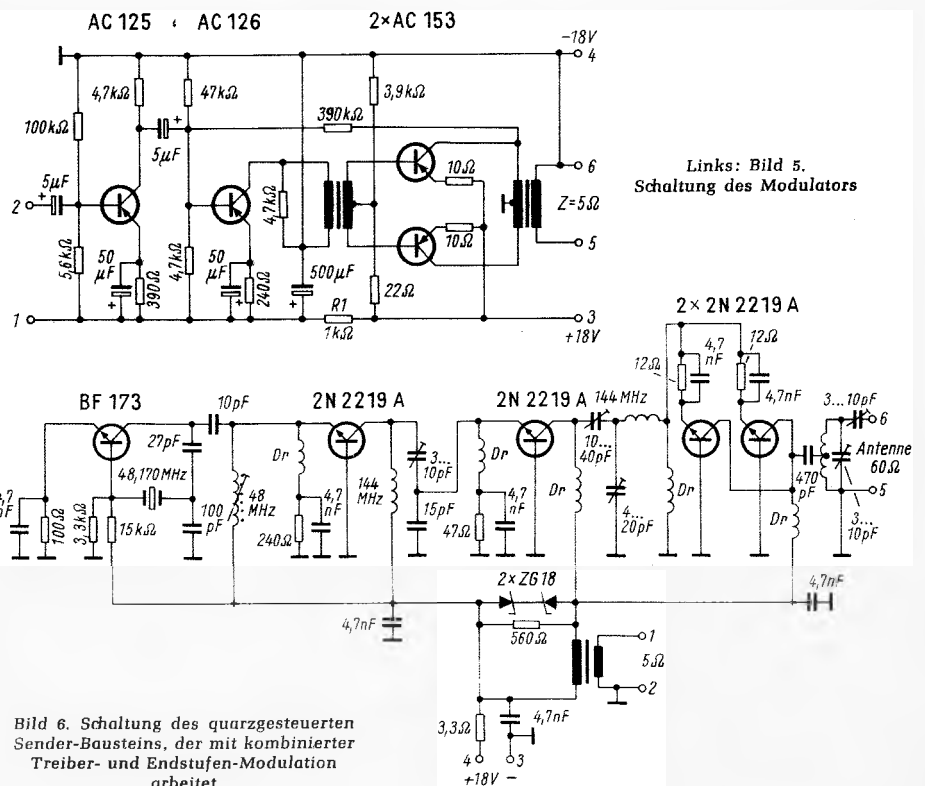 AC 125 AC 126 2×AC 153
-18V
4
4,7kΩ
47kΩ
3,9kΩ
100kΩ
390kΩ
5µF
5µF
2
10Ω
10Ω
4,7kΩ
6
Z=5Ω
5
Links: Bild 5.
Schaltung des Modulators
5,6kΩ
50
µF
390Ω
4,7kΩ
50
µF
240Ω
500µF
22Ω
1
R1
1kΩ
3
+18V
2× 2N 2219 A
12Ω
12Ω
4,7
nF
4,7nF
BF 173
10pF
2N 2219 A
2N 2219 A
144 MHz
27pF
48,170MHz
Dr
144
MHz
3...
10pF
Dr
10...
40pF
3...10pF
6
Antenne
60Ω
5
4,7
nF
100Ω
3,3kΩ
15kΩ
100
pF
48
MHz
240Ω
4,7
nF
15pF
47Ω
4,7
nF
Dr
4...
20pF
Dr
470
pF
Dr
3...
10pF
4,7nF
2×ZG18
560Ω
4,7nF
1
5Ω
2
3,3Ω
4,7nF
4
3
+18V −
Bild 6. Schaltung des quarzgesteuerten
Sender-Bausteins, der mit kombinierter
Treiber- und Endstufen-Modulation
arbeitet